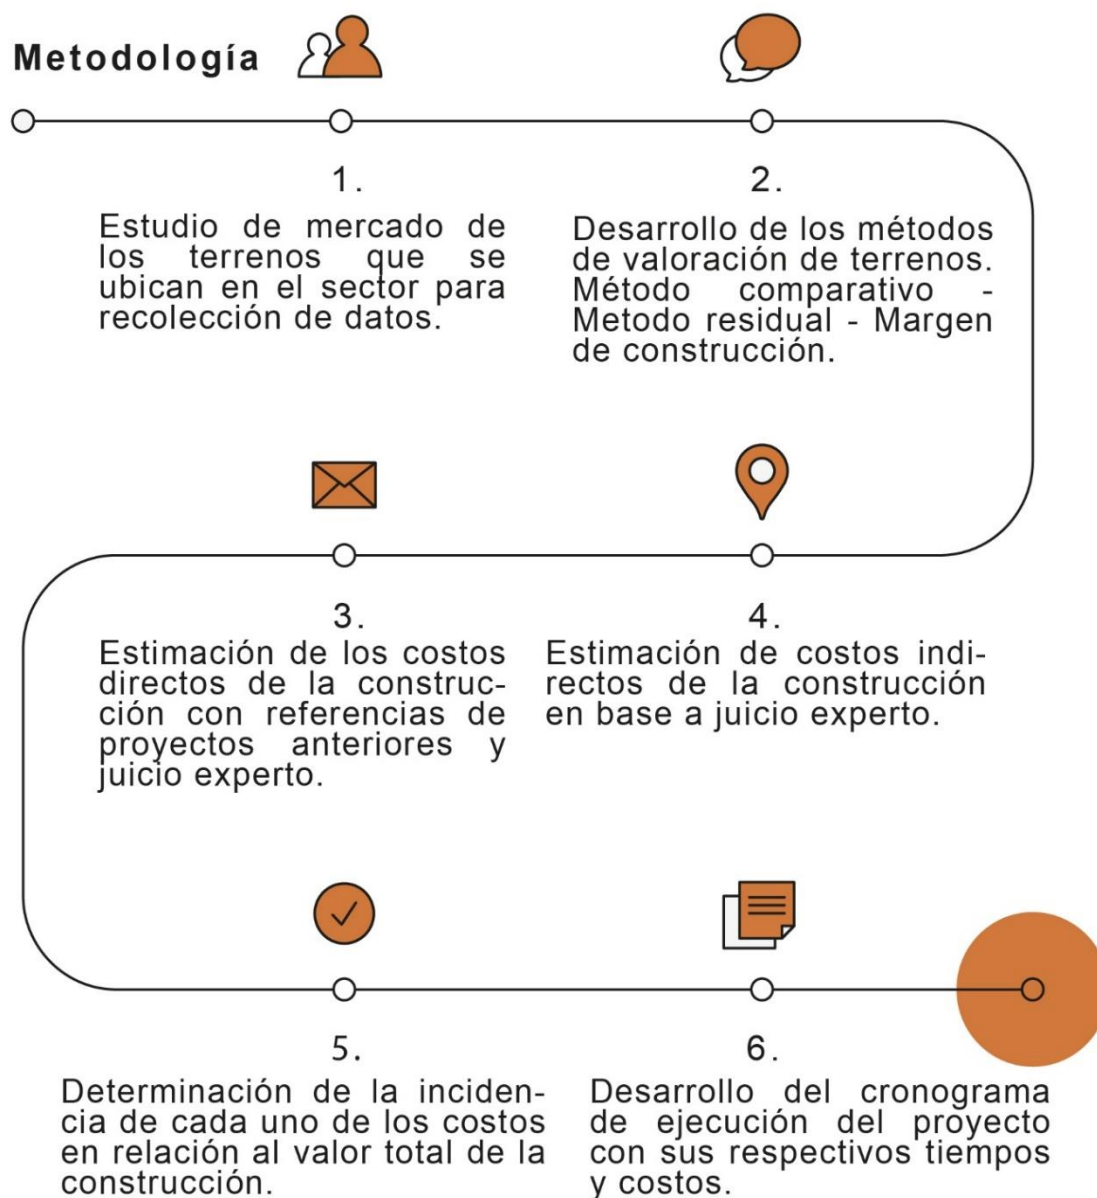 Metodología
1.
Estudio de mercado de
los terrenos que se
ubican en el sector para
recolección de datos.
2.
Desarrollo de los métodos
de valoración de terrenos.
Método comparativo -
Metodo residual - Margen
de construcción.
3.
Estimación de los costos
directos de la construc-
ción con referencias de
proyectos anteriores y
juicio experto.
4.
Estimación de costos indi-
rectos de la construcción
en base a juicio experto.
5.
Determinación de la inciden-
cia de cada uno de los costos
en relación al valor total de la
construcción.
6.
Desarrollo del cronograma
de ejecución del proyecto
con sus respectivos tiempos
y costos.